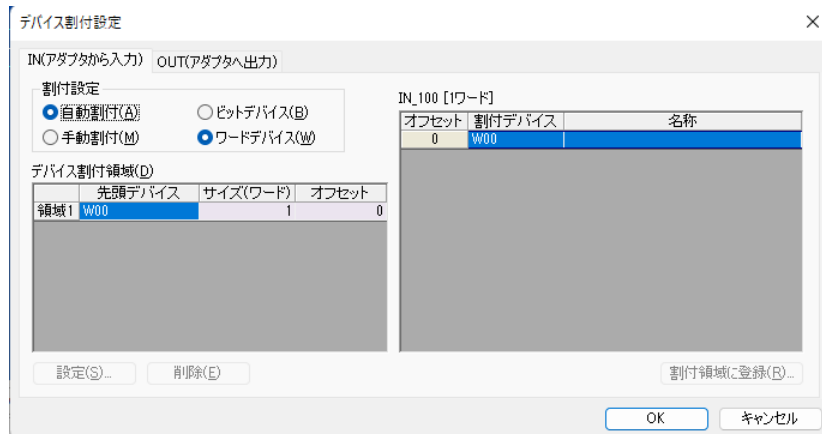 デバイス割付設定
IN(アダプタから入力) OUT(アダプタへ出力)
割付設定
自動割付(A) ビットデバイス(B)
手動割付(M) ワードデバイス(W)
デバイス割付領域(D)
先頭デバイス サイズ(ワード) オフセット
領域1 W00 1 0
設定(S)... 削除(E)
IN_100 [1ワード]
オフセット 割付デバイス 名称
0 W00
割付領域に登録(R)...
OK キャンセル